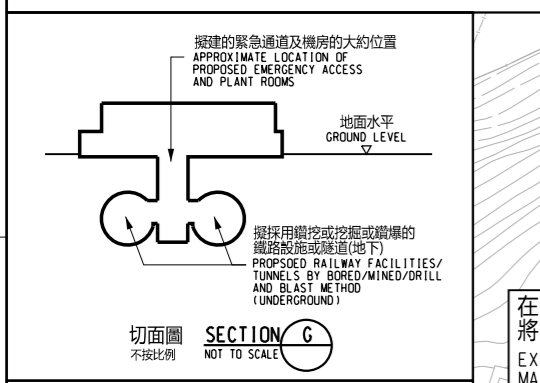 擬建的緊急通道及機房的大約位置
APPROXIMATE LOCATION OF
PROPOSED EMERGENCY ACCESS
AND PLANT ROOMS
地面水平
GROUND LEVEL
擬採用鑽挖或挖掘或鑽爆的
鐵路設施或隧道(地下)
PROPSOED RAILWAY FACILITIES/
TUNNELS BY BORED/MINED/DRILL
AND BLAST METHOD
(UNDERGROUND)
切面圖 SECTION G
不按比例 NOT TO SCALE
在
將
EX
MA